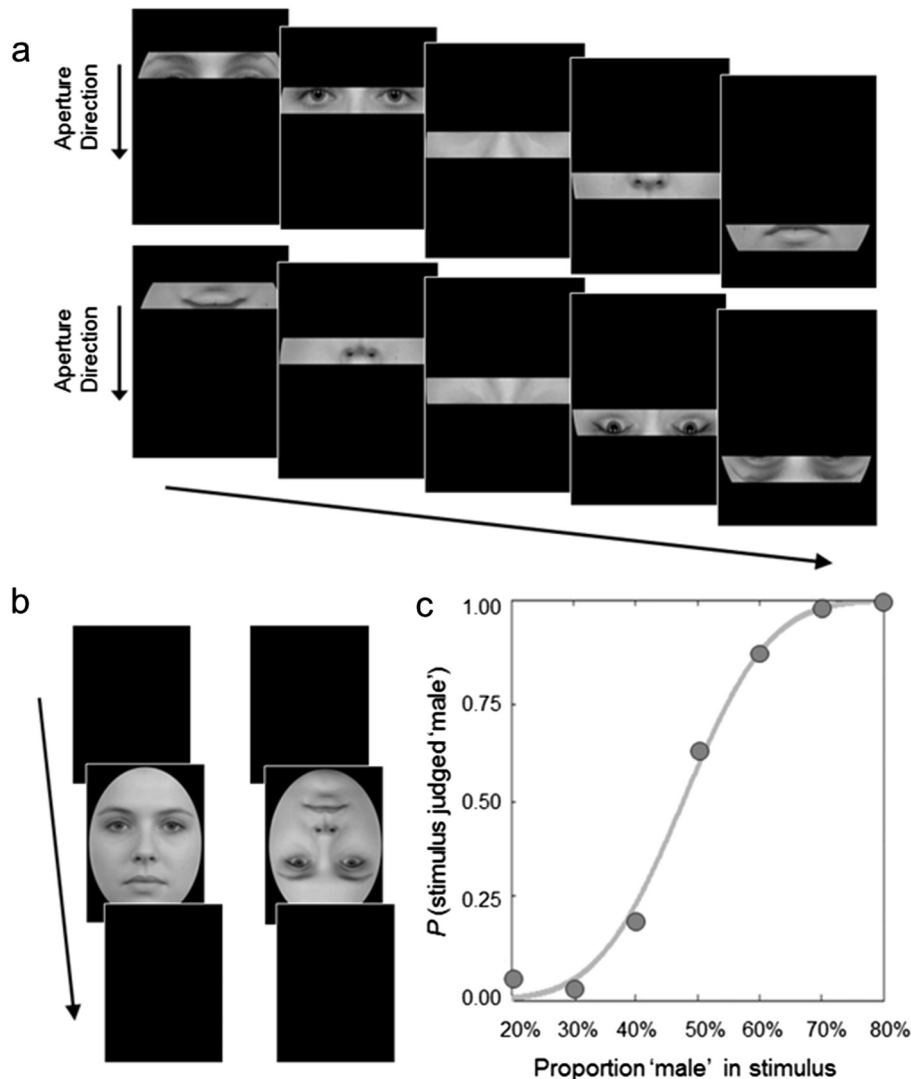 a
Aperture
Direction
Aperture
Direction
b
c
P (stimulus judged ‘male’)
1.00
0.75
0.50
0.25
0.00
20%
30%
40%
50%
60%
70%
80%
Proportion ‘male’ in stimulus